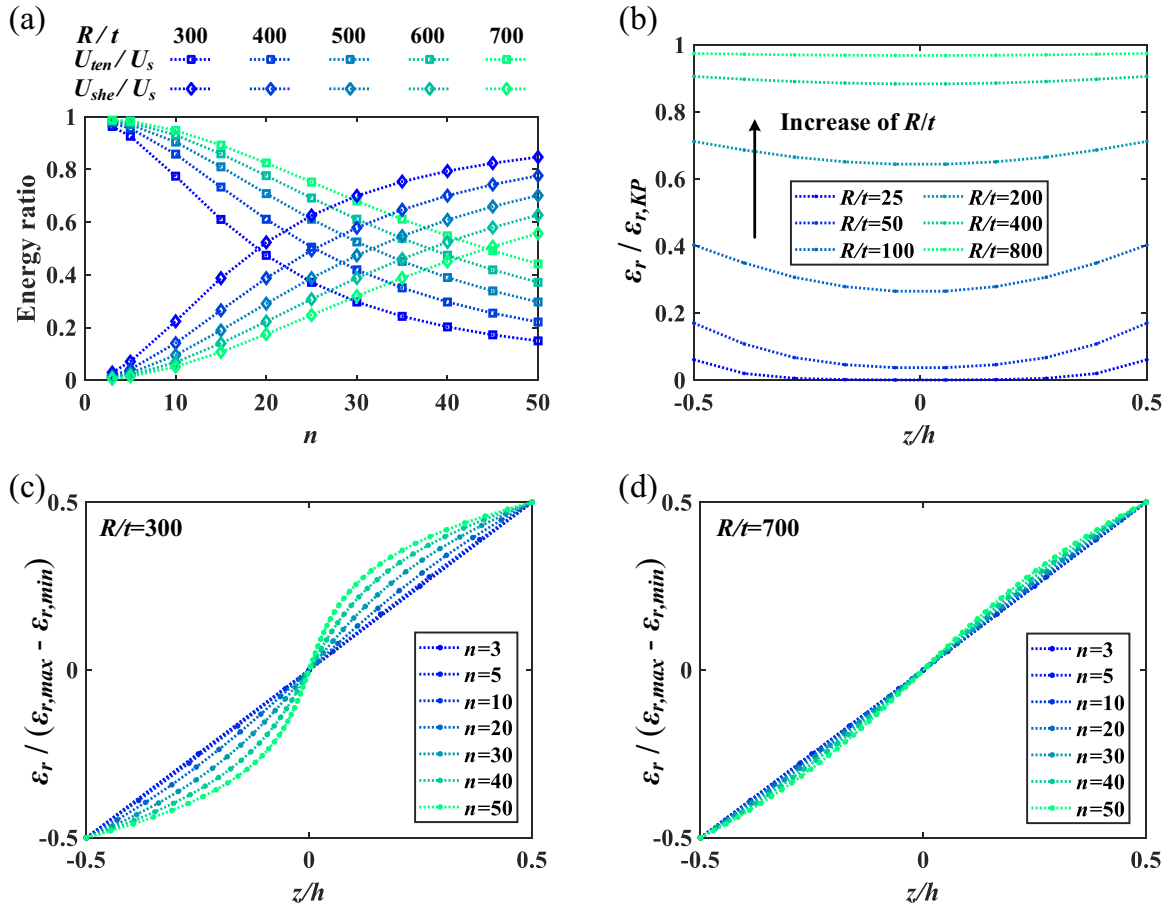 (a)
R/t 300 400 500 600 700
U_ten / U_s
U_she / U_s
Energy ratio
1
0.8
0.6
0.4
0.2
0
0 10 20 30 40 50
n
(b)
ε_r / ε_r,KP
1
0.8
0.6
0.4
0.2
0
Increase of R/t
R/t=25 R/t=200
R/t=50 R/t=400
R/t=100 R/t=800
-0.5 0 0.5
z/h
(c)
ε_r / (ε_r,max - ε_r,min)
0.5
0
-0.5
R/t=300
n=3
n=5
n=10
n=20
n=30
n=40
n=50
-0.5 0 0.5
z/h
(d)
ε_r / (ε_r,max - ε_r,min)
0.5
0
-0.5
R/t=700
n=3
n=5
n=10
n=20
n=30
n=40
n=50
-0.5 0 0.5
z/h